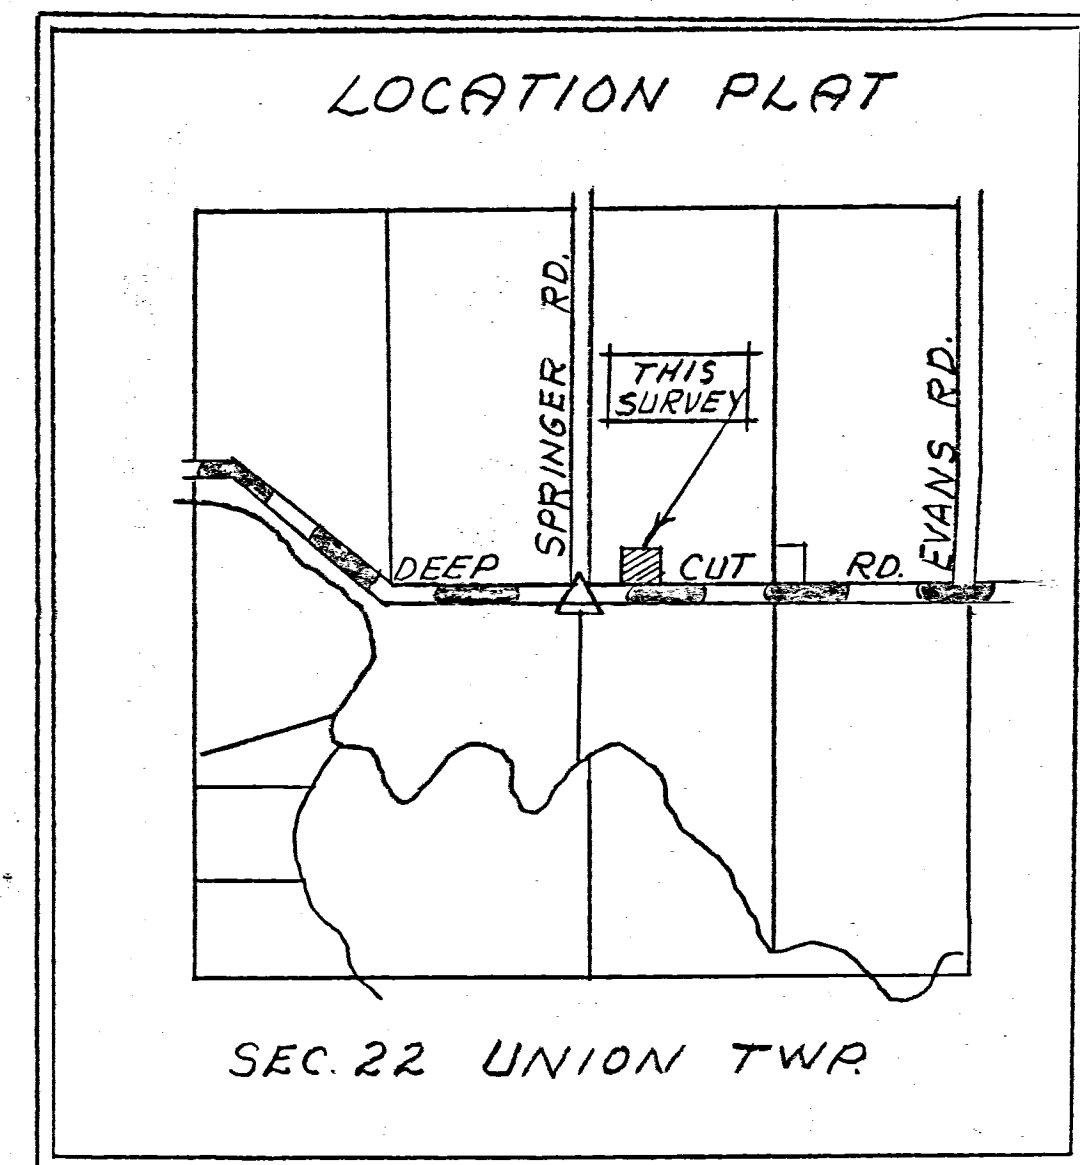 LOCATION PLAT
SPRINGER RD.
THIS
SURVEY
EVANS RD.
DEEP CUT RD.
SEC. 22 UNION TWP.